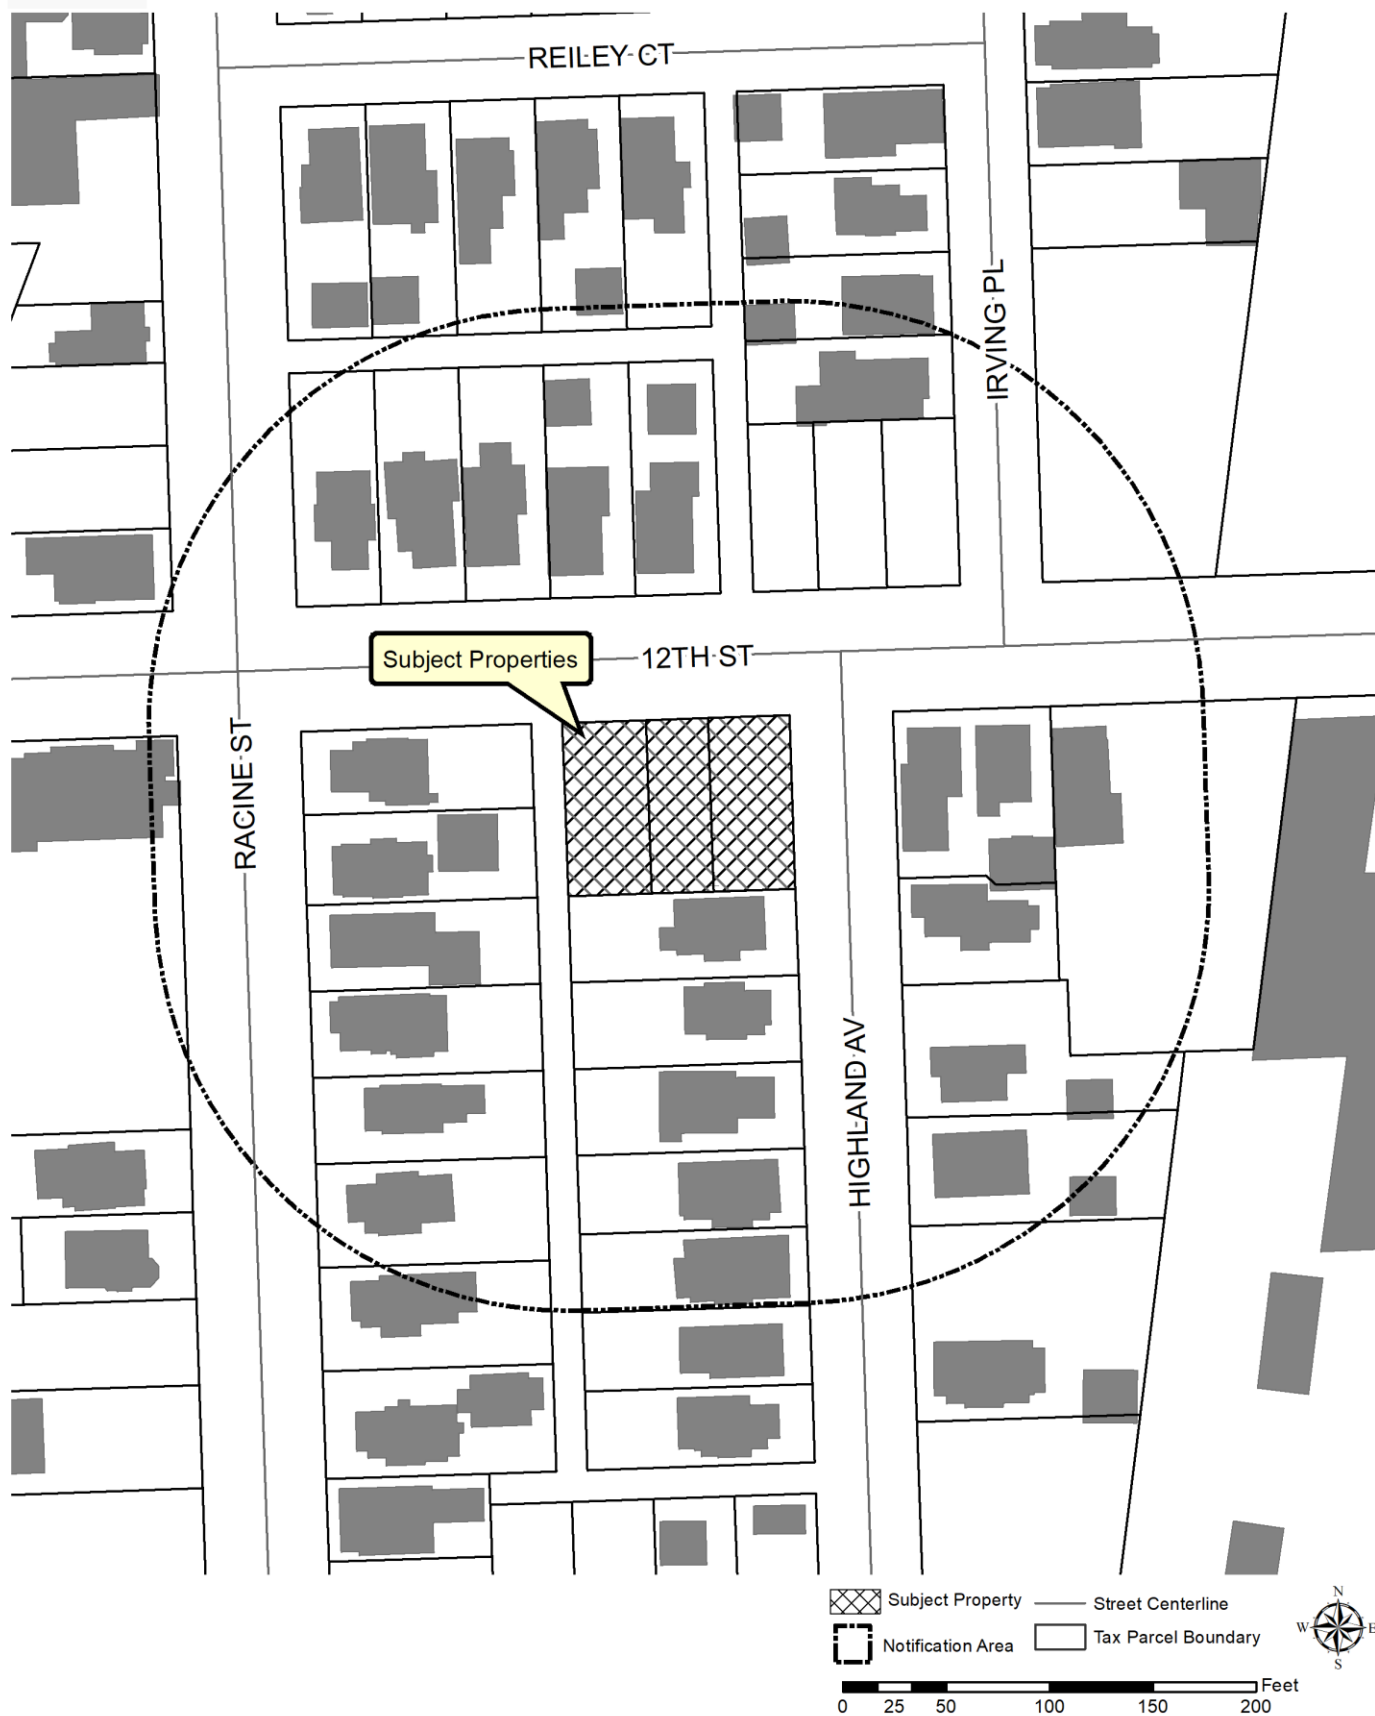 REILEY CT
IRVING PL
Subject Properties
12TH ST
RACINE ST
HIGHLAND AV
Subject Property
Street Centerline
Notification Area
Tax Parcel Boundary
N
W E
S
Feet
0 25 50 100 150 200